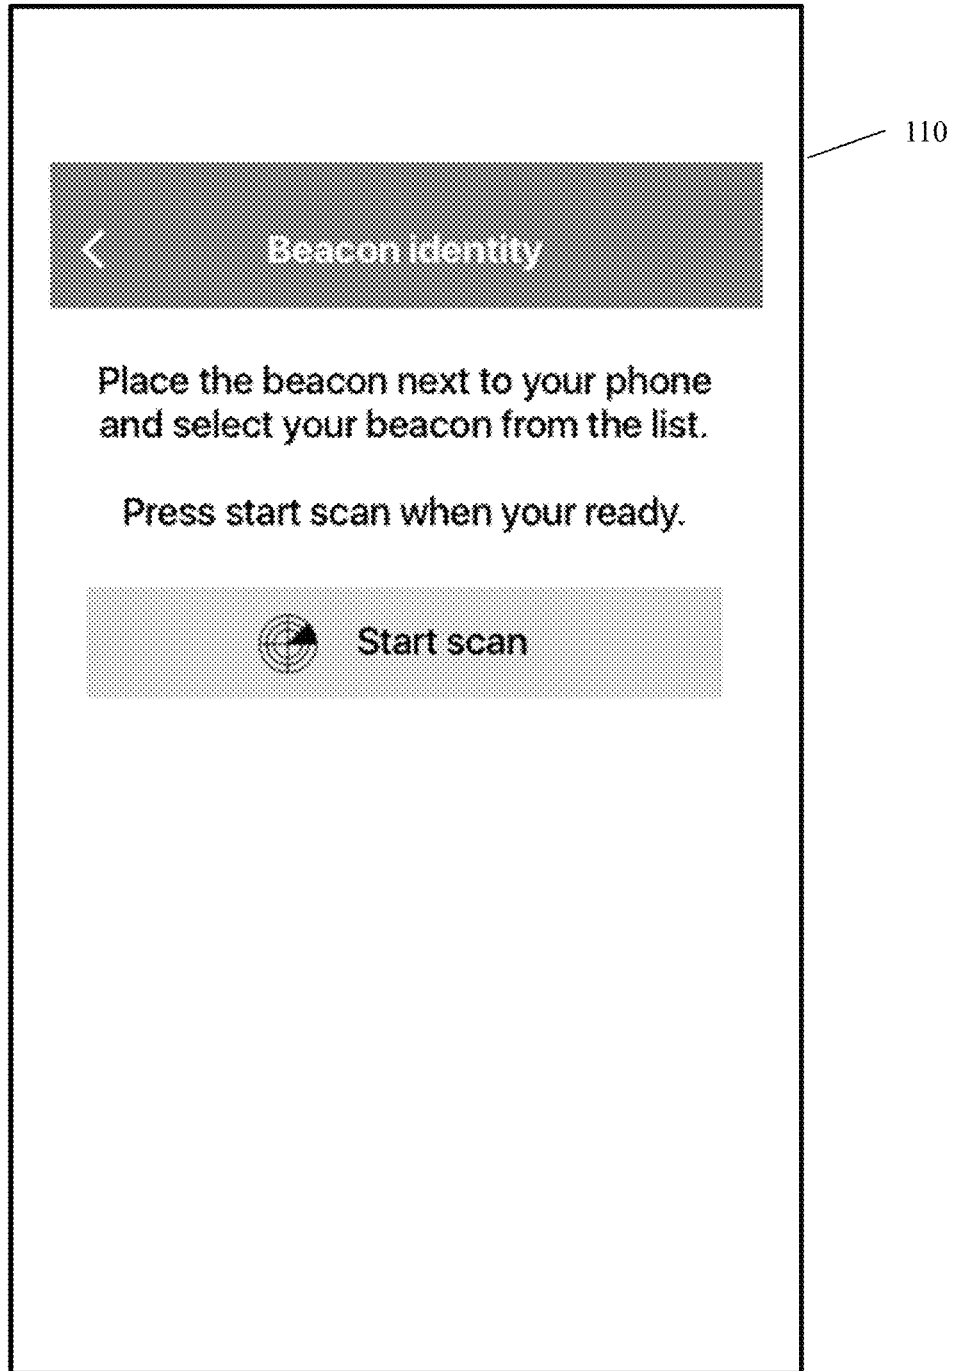 110
Beacon identity
Place the beacon next to your phone
and select your beacon from the list.
Press start scan when your ready.
Start scan